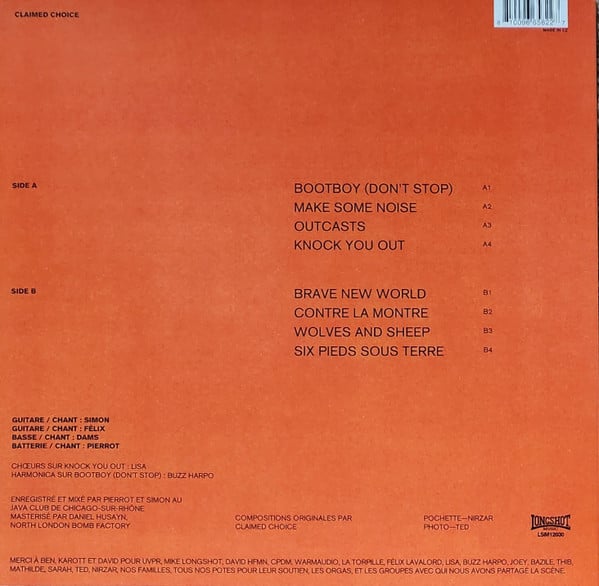 CLAIMED CHOICE
8 10096 65822 7
MADE IN CZ
SIDE A
BOOTBOY (DON'T STOP) A1
MAKE SOME NOISE A2
OUTCASTS A3
KNOCK YOU OUT A4
SIDE B
BRAVE NEW WORLD B1
CONTRE LA MONTRE B2
WOLVES AND SHEEP B3
SIX PIEDS SOUS TERRE B4
GUITARE / CHANT : SIMON
GUITARE / CHANT : FÉLIX
BASSE / CHANT : DAMS
BATTERIE / CHANT : PIERROT
CHŒURS SUR KNOCK YOU OUT : LISA
HARMONICA SUR BOOTBOY (DON'T STOP) : BUZZ HARPO
ENREGISTRÉ ET MIXÉ PAR PIERROT ET SIMON AU
JAVA CLUB DE CHICAGO-SUR-RHÔNE
MASTERISÉ PAR DANIEL HUSAYN,
NORTH LONDON BOMB FACTORY
COMPOSITIONS ORIGINALES PAR
CLAIMED CHOICE
POCHETTE—NIRZAR
PHOTO—TED
LONGSHOT
LSM12000
MERCI À BEN, KAROTT ET DAVID POUR UVPR, MIKE LONGSHOT, DAVID HFMN, CPDM, WARMAUDIO, LA TORPILLE, FÉLIX LAVALORD, LISA, BUZZ HARPO, JOEY, BAZILE, THIB,
MATHILDE, SARAH, TED, NIRZAR, NOS FAMILLES, TOUS NOS POTES POUR LEUR SOUTIEN, LES ORGAS, ET LES GROUPES AVEC QUI NOUS AVONS PARTAGÉ LA SCÈNE.